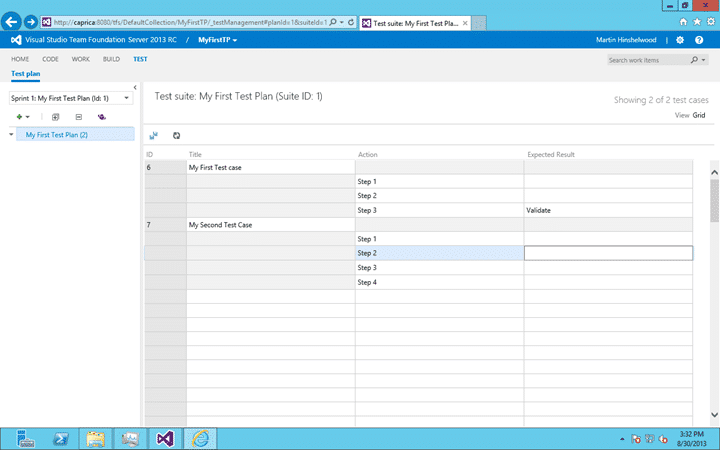 http://caprica:8080/tfs/DefaultCollection/MyFirstTP/_testManagement#planId=1&suiteId=1
Test suite: My First Test Pla...
Visual Studio Team Foundation Server 2013 RC / MyFirstTP
Martin Hinshelwood
HOME CODE WORK BUILD TEST
Search work items
Test plan
Sprint 1: My First Test Plan (Id: 1)
Test suite: My First Test Plan (Suite ID: 1)
Showing 2 of 2 test cases
View Grid
My First Test Plan (2)
ID Title Action Expected Result
6 My First Test case
Step 1
Step 2
Step 3 Validate
7 My Second Test Case
Step 1
Step 2
Step 3
Step 4
3:32 PM
8/30/2013